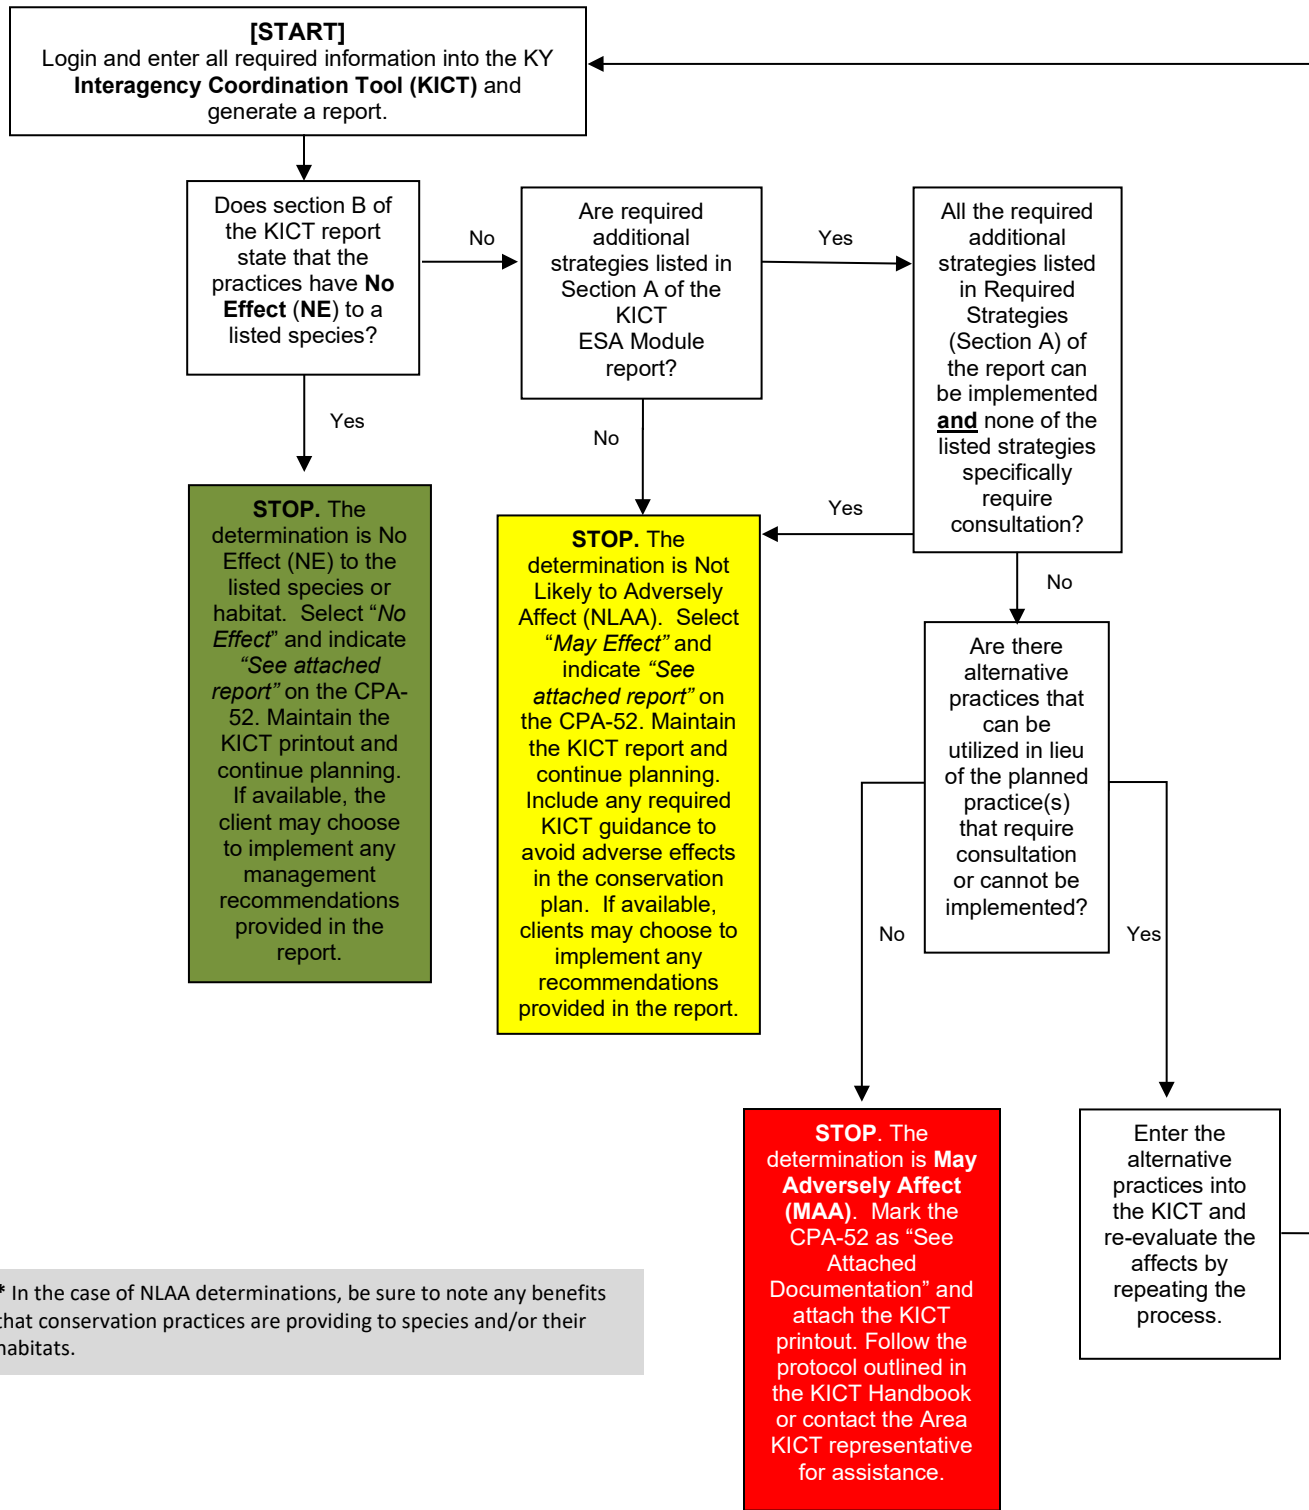 [START]
Login and enter all required information into the KY
Interagency Coordination Tool (KICT) and
generate a report.
Does section B of
the KICT report
state that the
practices have No
Effect (NE) to a
listed species?
No
Are required
additional
strategies listed in
Section A of the
KICT
ESA Module
report?
Yes
All the required
additional
strategies listed
in Required
Strategies
(Section A) of
the report can
be implemented
and none of the
listed strategies
specifically
require
consultation?
Yes
No
Yes
No
STOP. The
determination is No
Effect (NE) to the
listed species or
habitat. Select “No
Effect” and indicate
“See attached
report” on the CPA-
52. Maintain the
KICT printout and
continue planning.
If available, the
client may choose
to implement any
management
recommendations
provided in the
report.
STOP. The
determination is Not
Likely to Adversely
Affect (NLAA). Select
“May Effect” and
indicate “See
attached report” on
the CPA-52. Maintain
the KICT report and
continue planning.
Include any required
KICT guidance to
avoid adverse effects
in the conservation
plan. If available,
clients may choose to
implement any
recommendations
provided in the report.
Are there
alternative
practices that
can be
utilized in lieu
of the planned
practice(s)
that require
consultation
or cannot be
implemented?
No
Yes
STOP. The
determination is May
Adversely Affect
(MAA). Mark the
CPA-52 as “See
Attached
Documentation” and
attach the KICT
printout. Follow the
protocol outlined in
the KICT Handbook
or contact the Area
KICT representative
for assistance.
Enter the
alternative
practices into
the KICT and
re-evaluate the
affects by
repeating the
process.
* In the case of NLAA determinations, be sure to note any benefits
that conservation practices are providing to species and/or their
habitats.